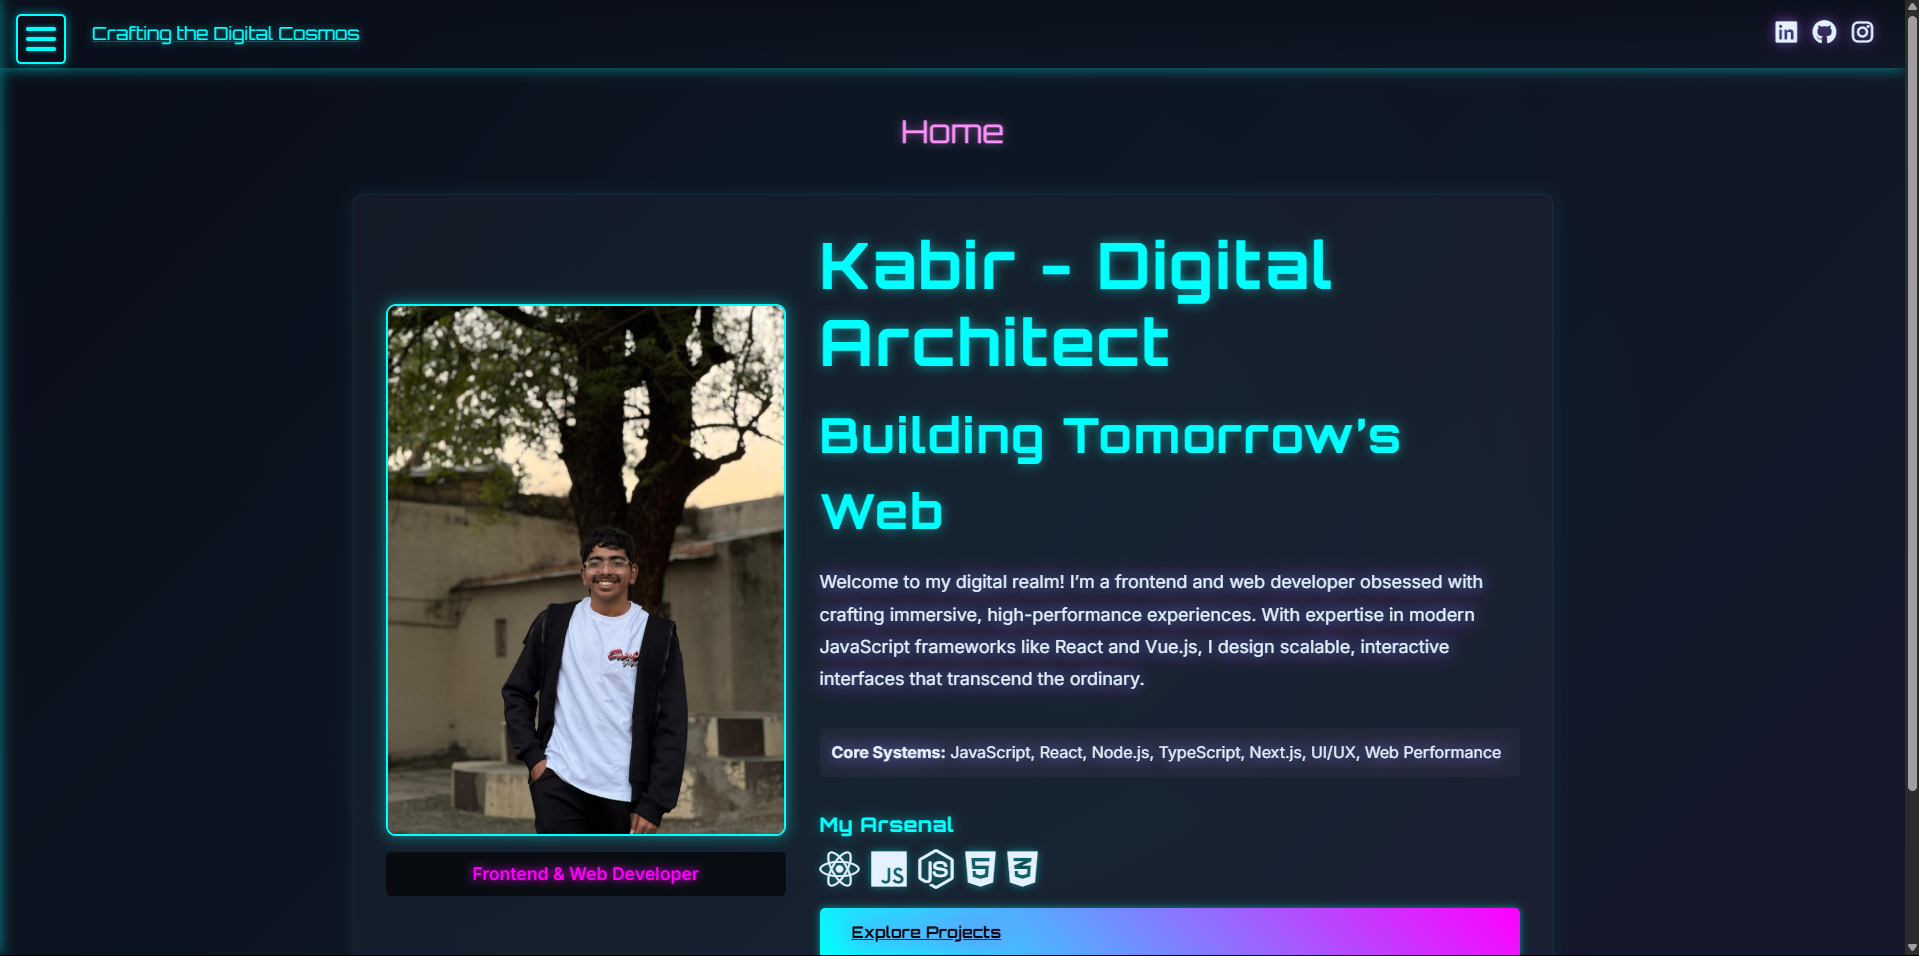 Crafting the Digital Cosmos
Home
Kabir - Digital
Architect
Building Tomorrow’s
Web
Welcome to my digital realm! I’m a frontend and web developer obsessed with
crafting immersive, high-performance experiences. With expertise in modern
JavaScript frameworks like React and Vue.js, I design scalable, interactive
interfaces that transcend the ordinary.
Core Systems: JavaScript, React, Node.js, TypeScript, Next.js, UI/UX, Web Performance
My Arsenal
JS
JS
5
3
Frontend & Web Developer
Explore Projects